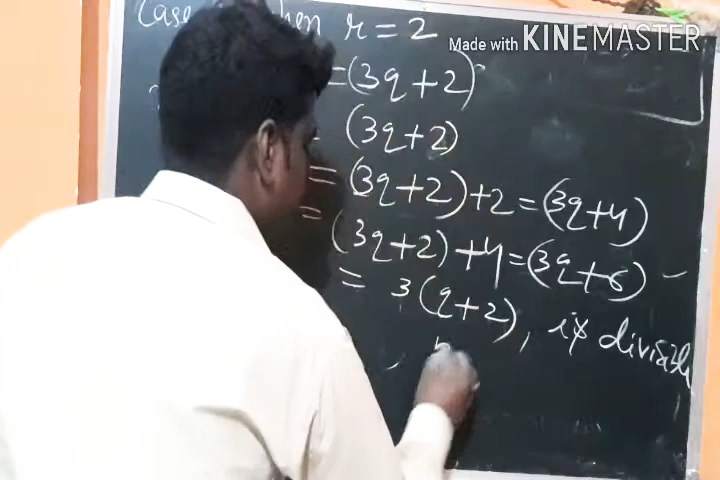 Case hen r = 2
Made with KINEMASTER
= (3q + 2)
(3q + 2)
= (3q + 2) + 2 = (3q + 4)
= (3q + 2) + 4 = (3q + 6) –
= 3 (q + 2), is divisible